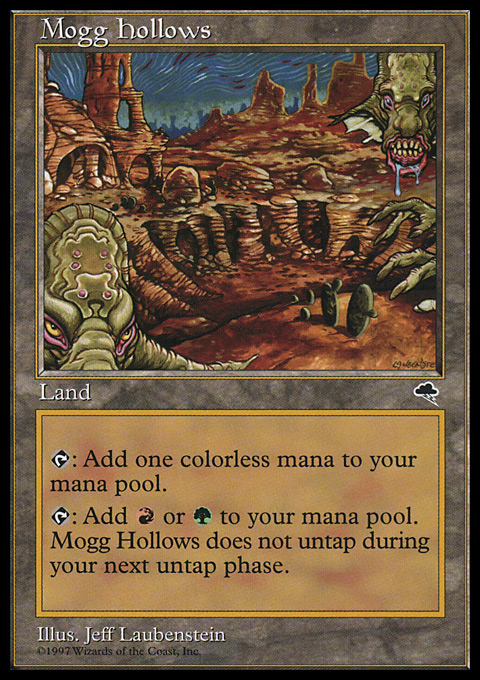 Mogg Hollows
Land
: Add one colorless mana to your
mana pool.
: Add or to your mana pool.
Mogg Hollows does not untap during
your next untap phase.
Illus. Jeff Laubenstein
©1997 Wizards of the Coast, Inc.